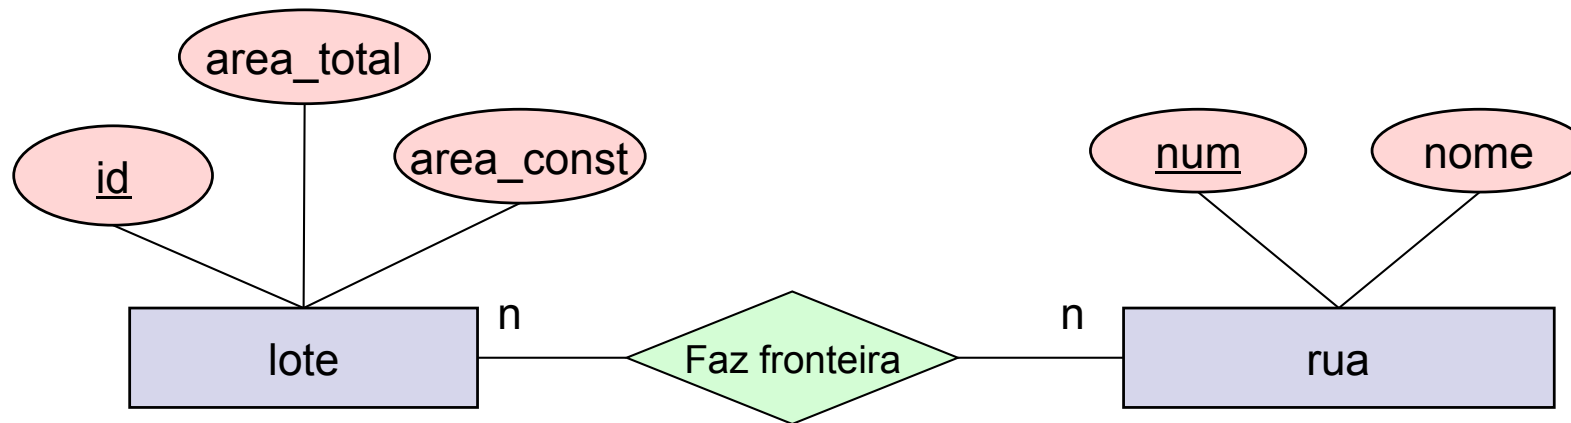 area_total
id
area_const
num
nome
n
n
lote
Faz fronteira
rua